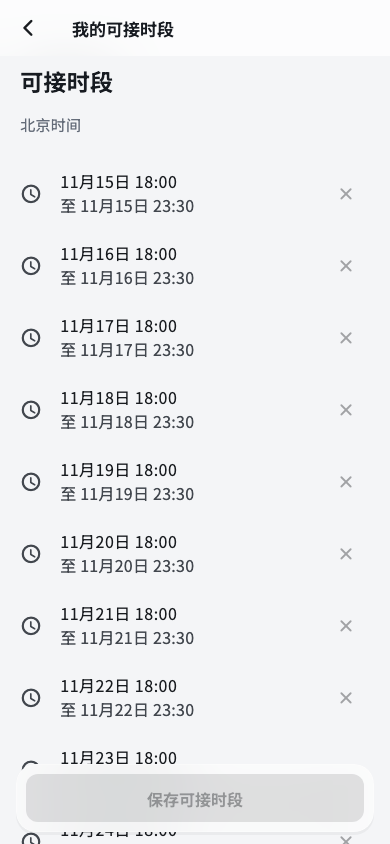 我的可接时段
可接时段
北京时间
11月15日 18:00
至 11月15日 23:30
11月16日 18:00
至 11月16日 23:30
11月17日 18:00
至 11月17日 23:30
11月18日 18:00
至 11月18日 23:30
11月19日 18:00
至 11月19日 23:30
11月20日 18:00
至 11月20日 23:30
11月21日 18:00
至 11月21日 23:30
11月22日 18:00
至 11月22日 23:30
11月23日 18:00
保存可接时段
11月24日 18:00